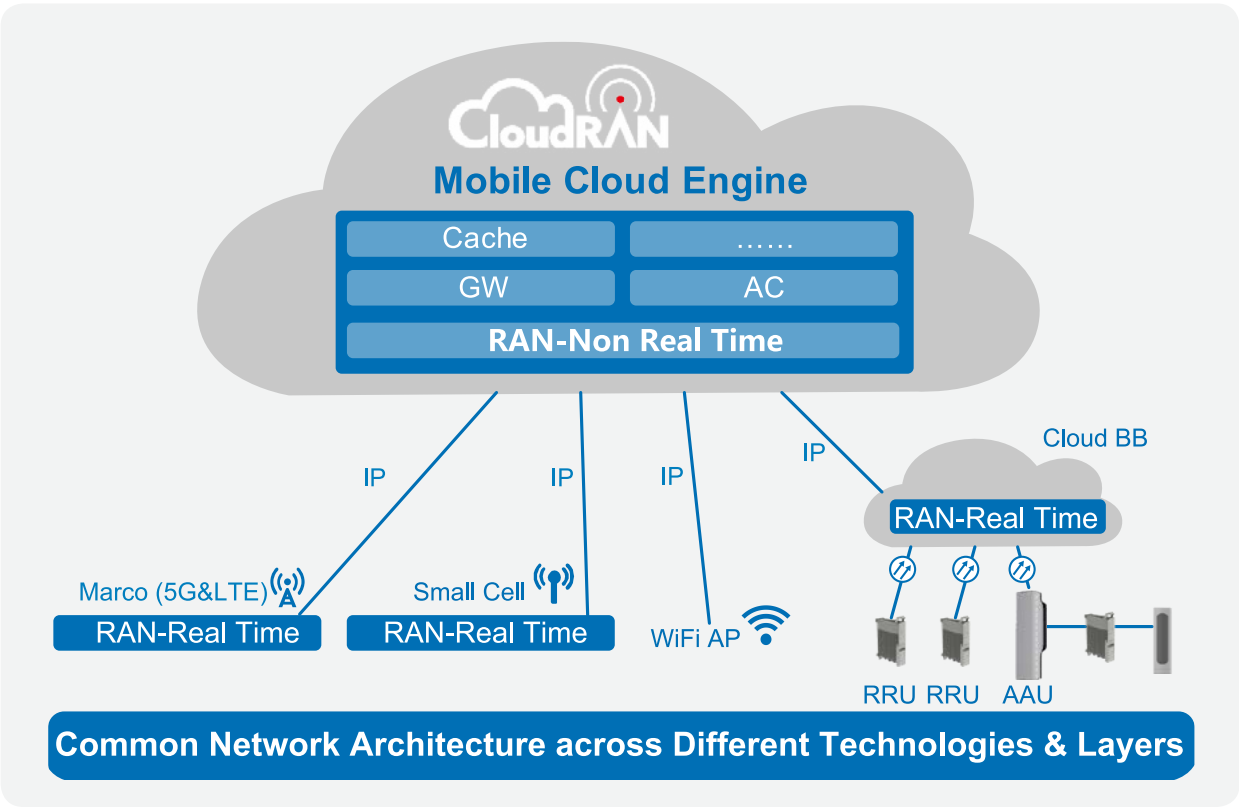 CloudRAN
Mobile Cloud Engine
Cache
......
GW
AC
RAN-Non Real Time
IP
IP
IP
IP
Cloud BB
RAN-Real Time
Marco (5G&LTE)
RAN-Real Time
Small Cell
RAN-Real Time
WiFi AP
RRU
RRU
AAU
Common Network Architecture across Different Technologies & Layers